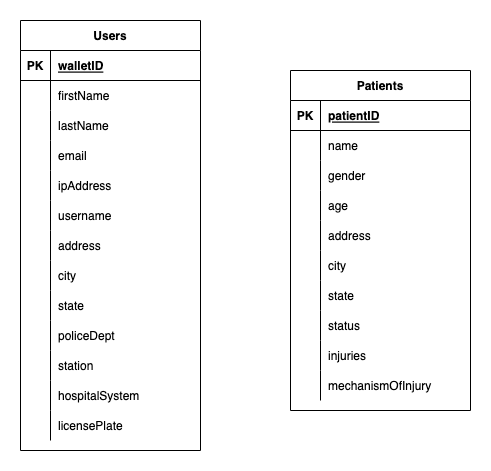 Users
PK walletID
firstName
lastName
email
ipAddress
username
address
city
state
policeDept
station
hospitalSystem
licensePlate
Patients
PK patientID
name
gender
age
address
city
state
status
injuries
mechanismOfInjury